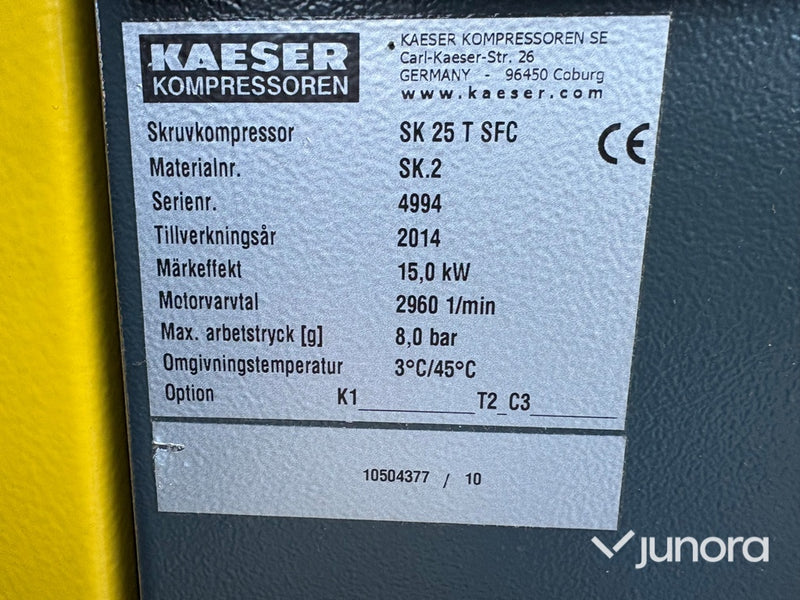 KAESER
KOMPRESSOREN
KAESER KOMPRESSOREN SE
Carl-Kaeser-Str. 26
GERMANY - 96450 Coburg
www.kaeser.com
CE
Skruvkompressor SK 25 T SFC
Materialnr. SK.2
Serienr. 4994
Tillverkningsår 2014
Märkeffekt 15,0 kW
Motorvarvtal 2960 1/min
Max. arbetstryck [g] 8,0 bar
Omgivningstemperatur 3°C/45°C
Option K1__________T2_C3_______
10504377 / 10
junora